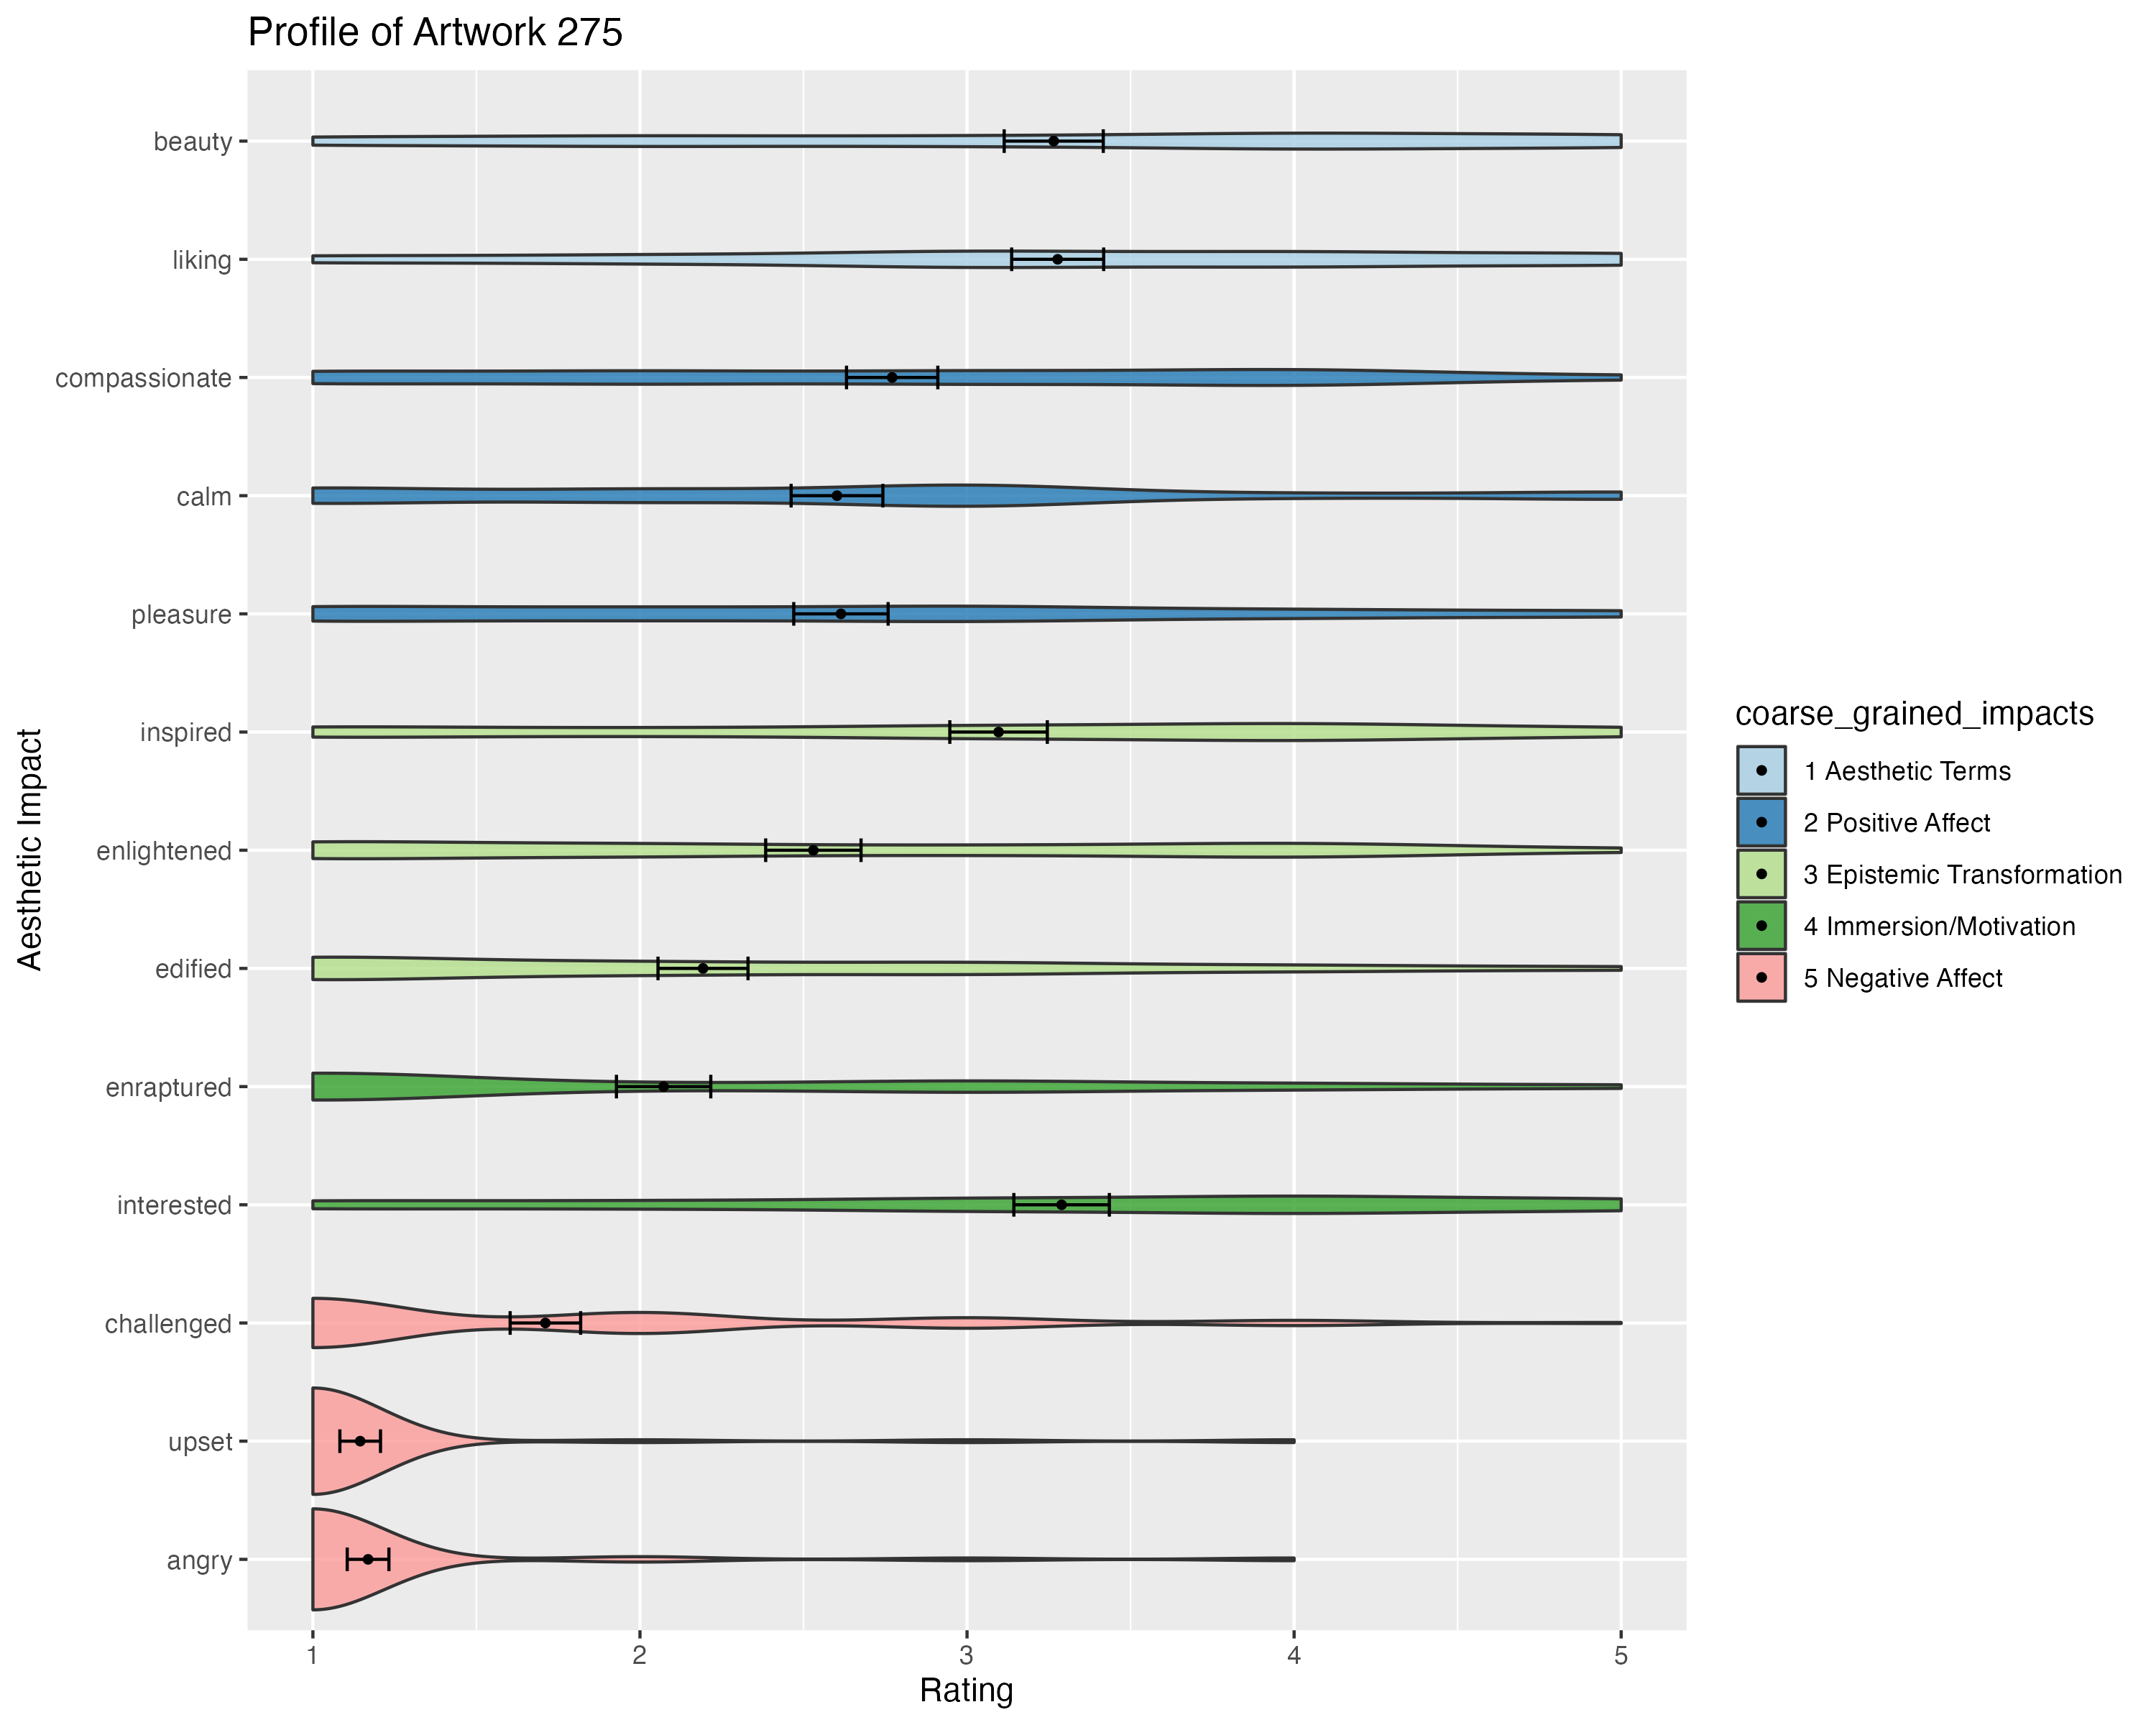 Profile of Artwork 275
beauty
liking
compassionate
calm
pleasure
inspired
enlightened
edified
enraptured
interested
challenged
upset
angry
Aesthetic Impact
1 2 3 4 5
Rating
coarse_grained_impacts
1 Aesthetic Terms
2 Positive Affect
3 Epistemic Transformation
4 Immersion/Motivation
5 Negative Affect